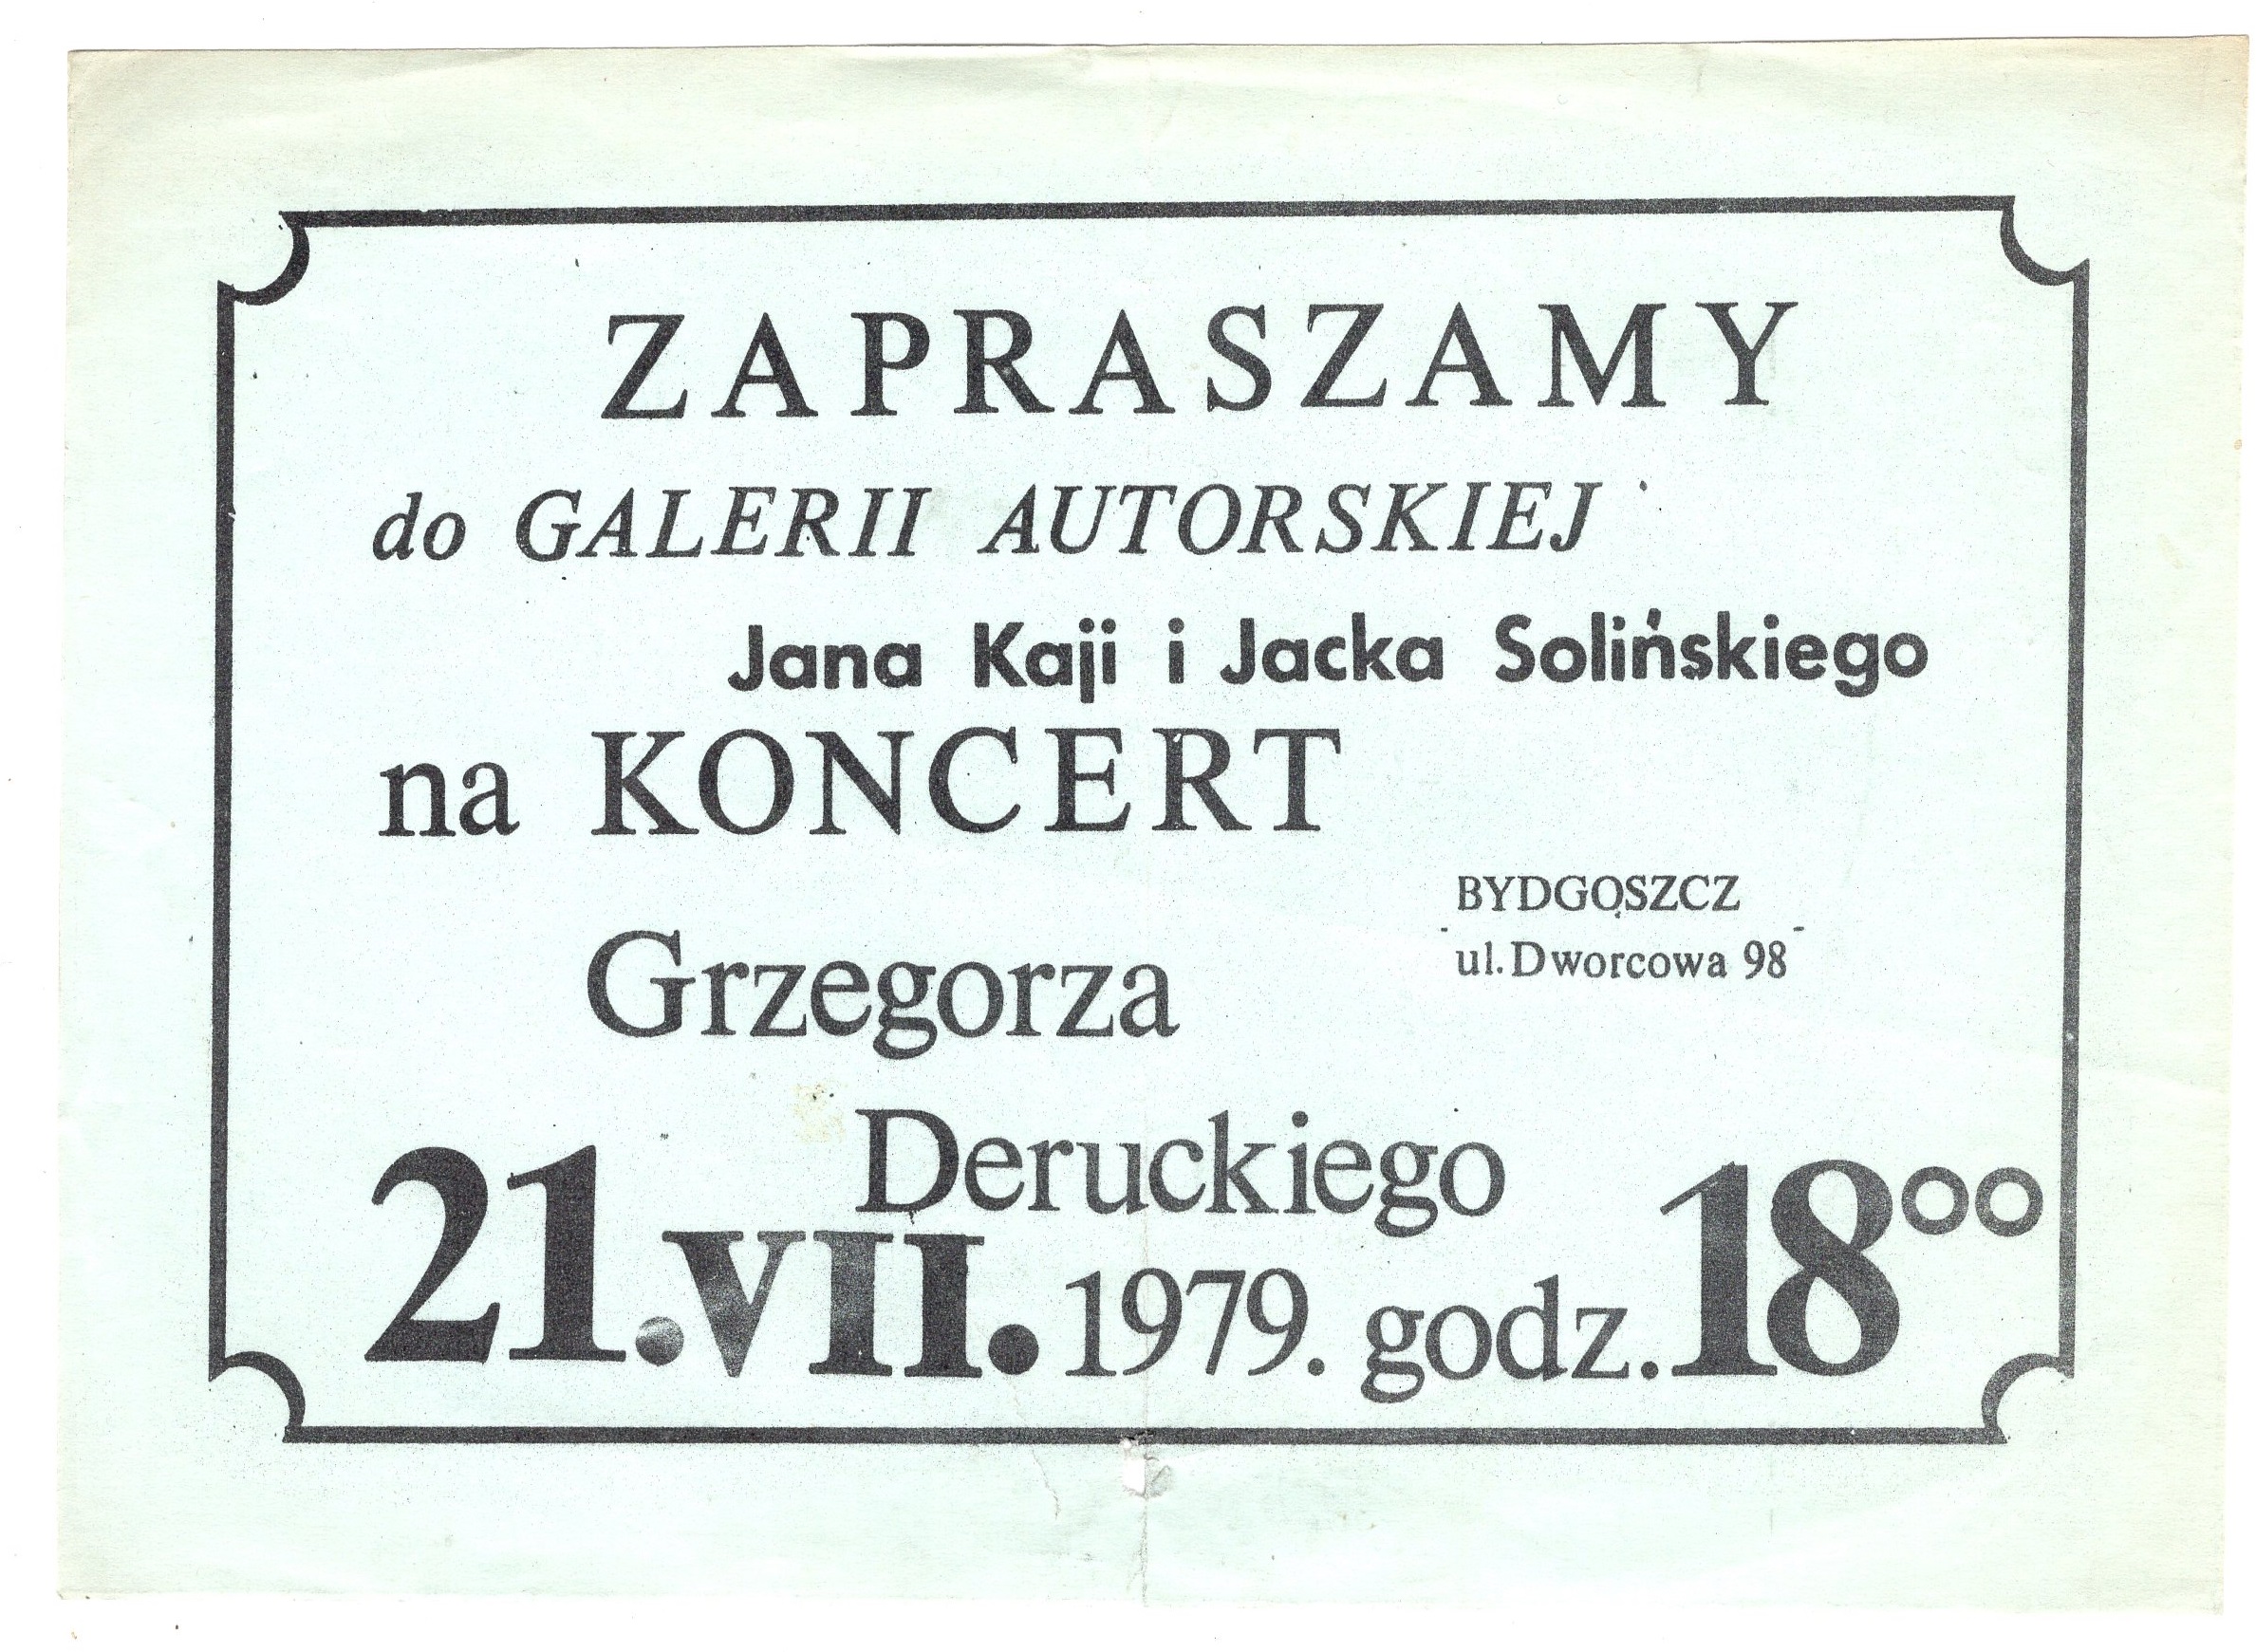 ZAPRASZAMY
do GALERII AUTORSKIEJ
Jana Kaji i Jacka Solińskiego
na KONCERT
Grzegorza
BYDGOSZCZ
ul.Dworcowa 98
Deruckiego
21.VII.1979. godz.18⁰⁰